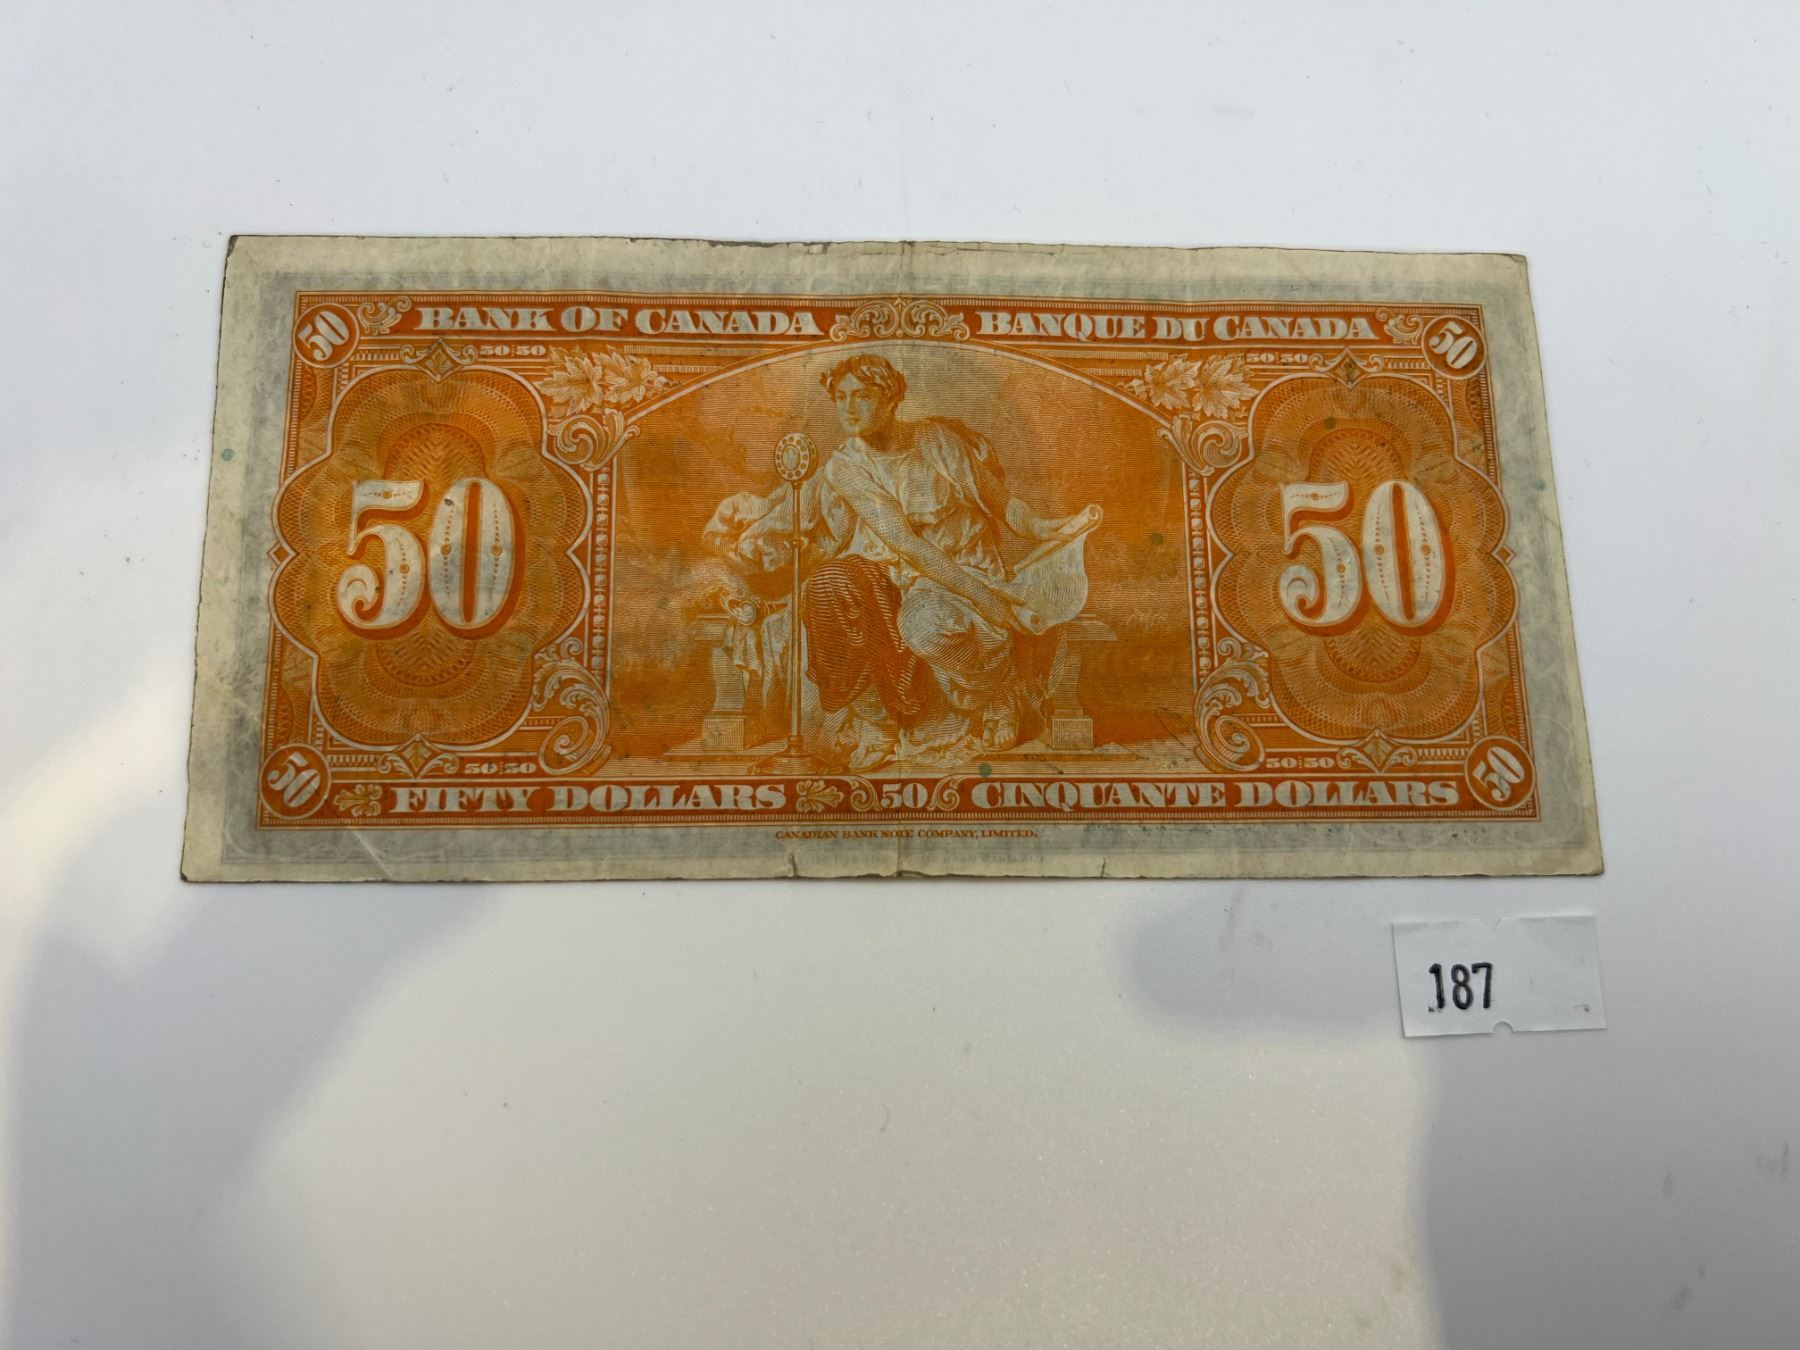 50 BANK OF CANADA BANQUE DU CANADA 50
50 50 50 50
50 50
50 50 50 50
50 FIFTY DOLLARS 50 CINQUANTE DOLLARS 50
CANADIAN BANK NOTE COMPANY, LIMITED.
187